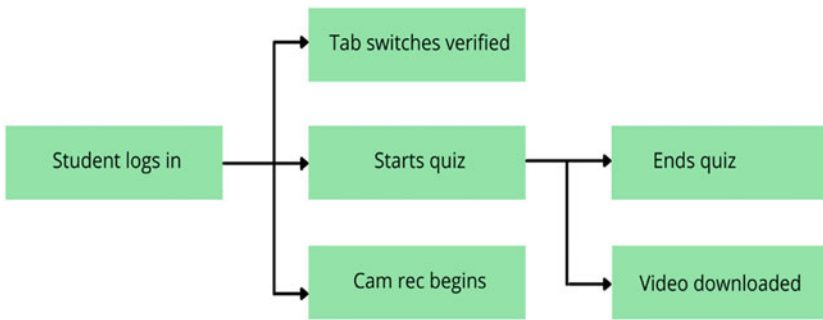 Tab switches verified
Student logs in
Starts quiz
Ends quiz
Cam rec begins
Video downloaded